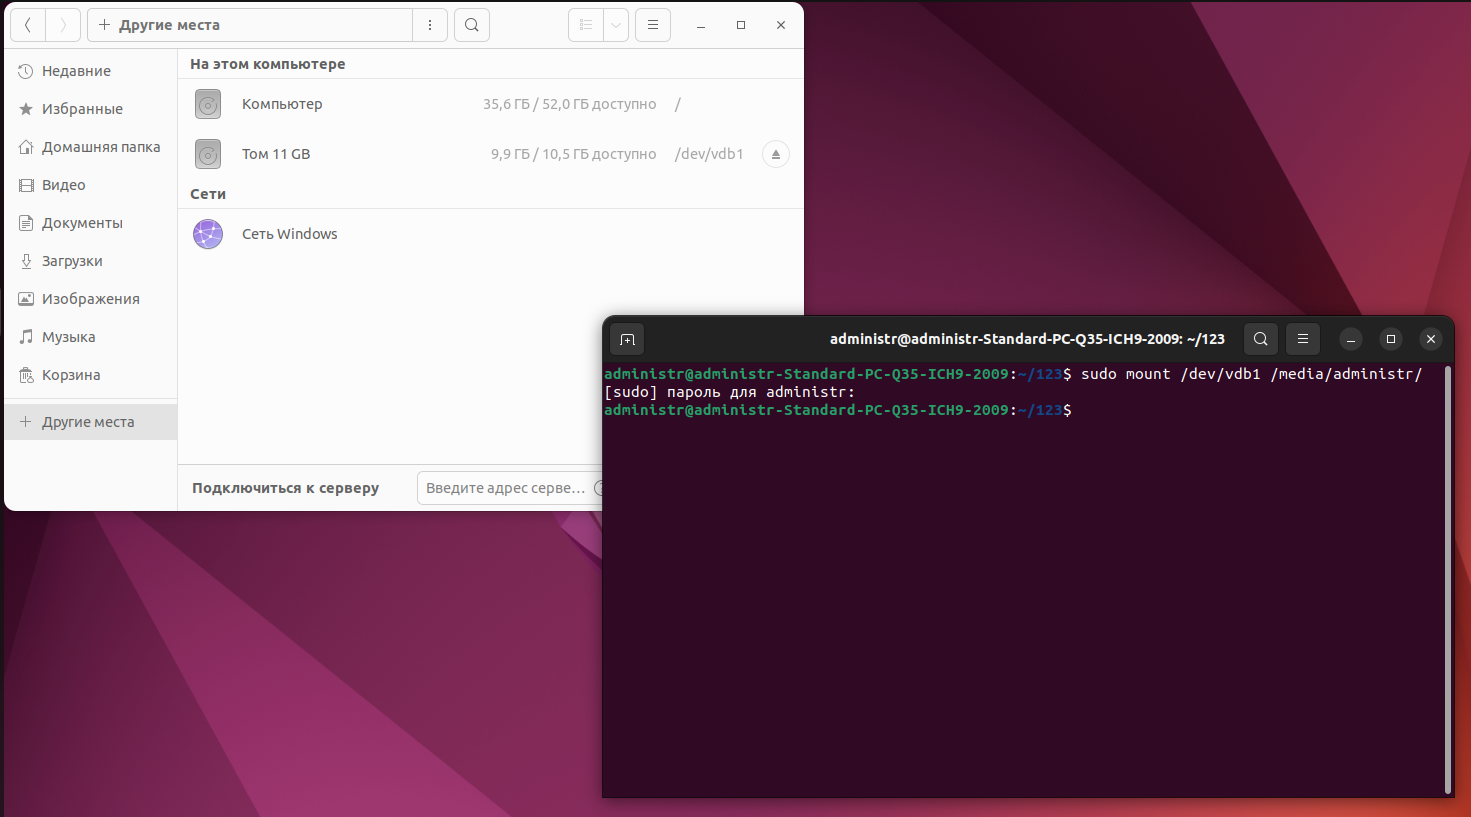 Другие места
Недавние
Избранные
Домашняя папка
Видео
Документы
Загрузки
Изображения
Музыка
Корзина
Другие места
На этом компьютере
Компьютер 35,6 ГБ / 52,0 ГБ доступно /
Том 11 GB 9,9 ГБ / 10,5 ГБ доступно /dev/vdb1
Сети
Сеть Windows
Подключиться к серверу Введите адрес серве…
administr@administr-Standard-PC-Q35-ICH9-2009: ~/123
administr@administr-Standard-PC-Q35-ICH9-2009:~/123$ sudo mount /dev/vdb1 /media/administr/
[sudo] пароль для administr:
administr@administr-Standard-PC-Q35-ICH9-2009:~/123$